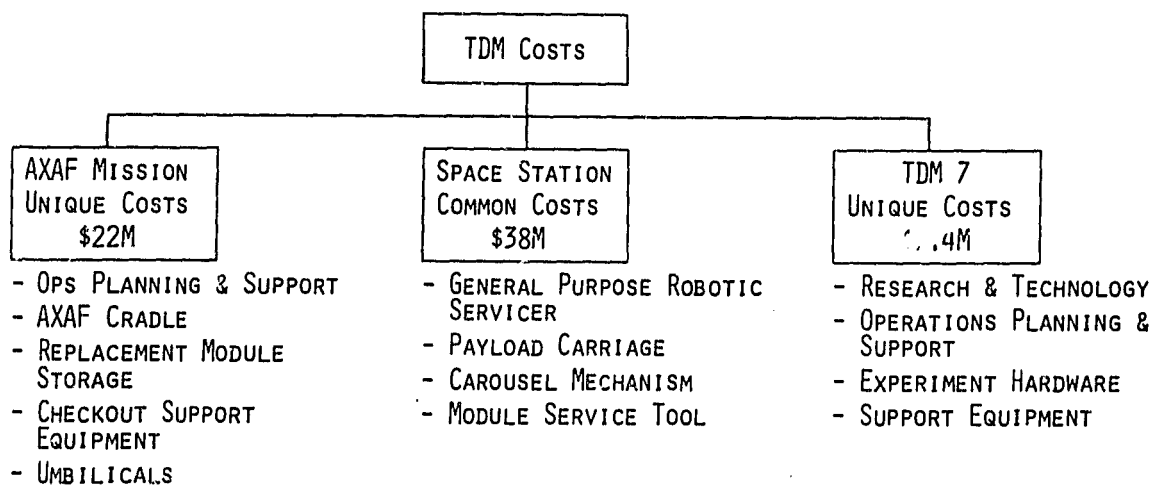 TDM COSTS
AXAF MISSION
UNIQUE COSTS
$22M
- OPS PLANNING & SUPPORT
- AXAF CRADLE
- REPLACEMENT MODULE
STORAGE
- CHECKOUT SUPPORT
EQUIPMENT
- UMBILICALS
SPACE STATION
COMMON COSTS
$38M
- GENERAL PURPOSE ROBOTIC
SERVICER
- PAYLOAD CARRIAGE
- CAROUSEL MECHANISM
- MODULE SERVICE TOOL
TDM 7
UNIQUE COSTS
- RESEARCH & TECHNOLOGY
- OPERATIONS PLANNING &
SUPPORT
- EXPERIMENT HARDWARE
- SUPPORT EQUIPMENT